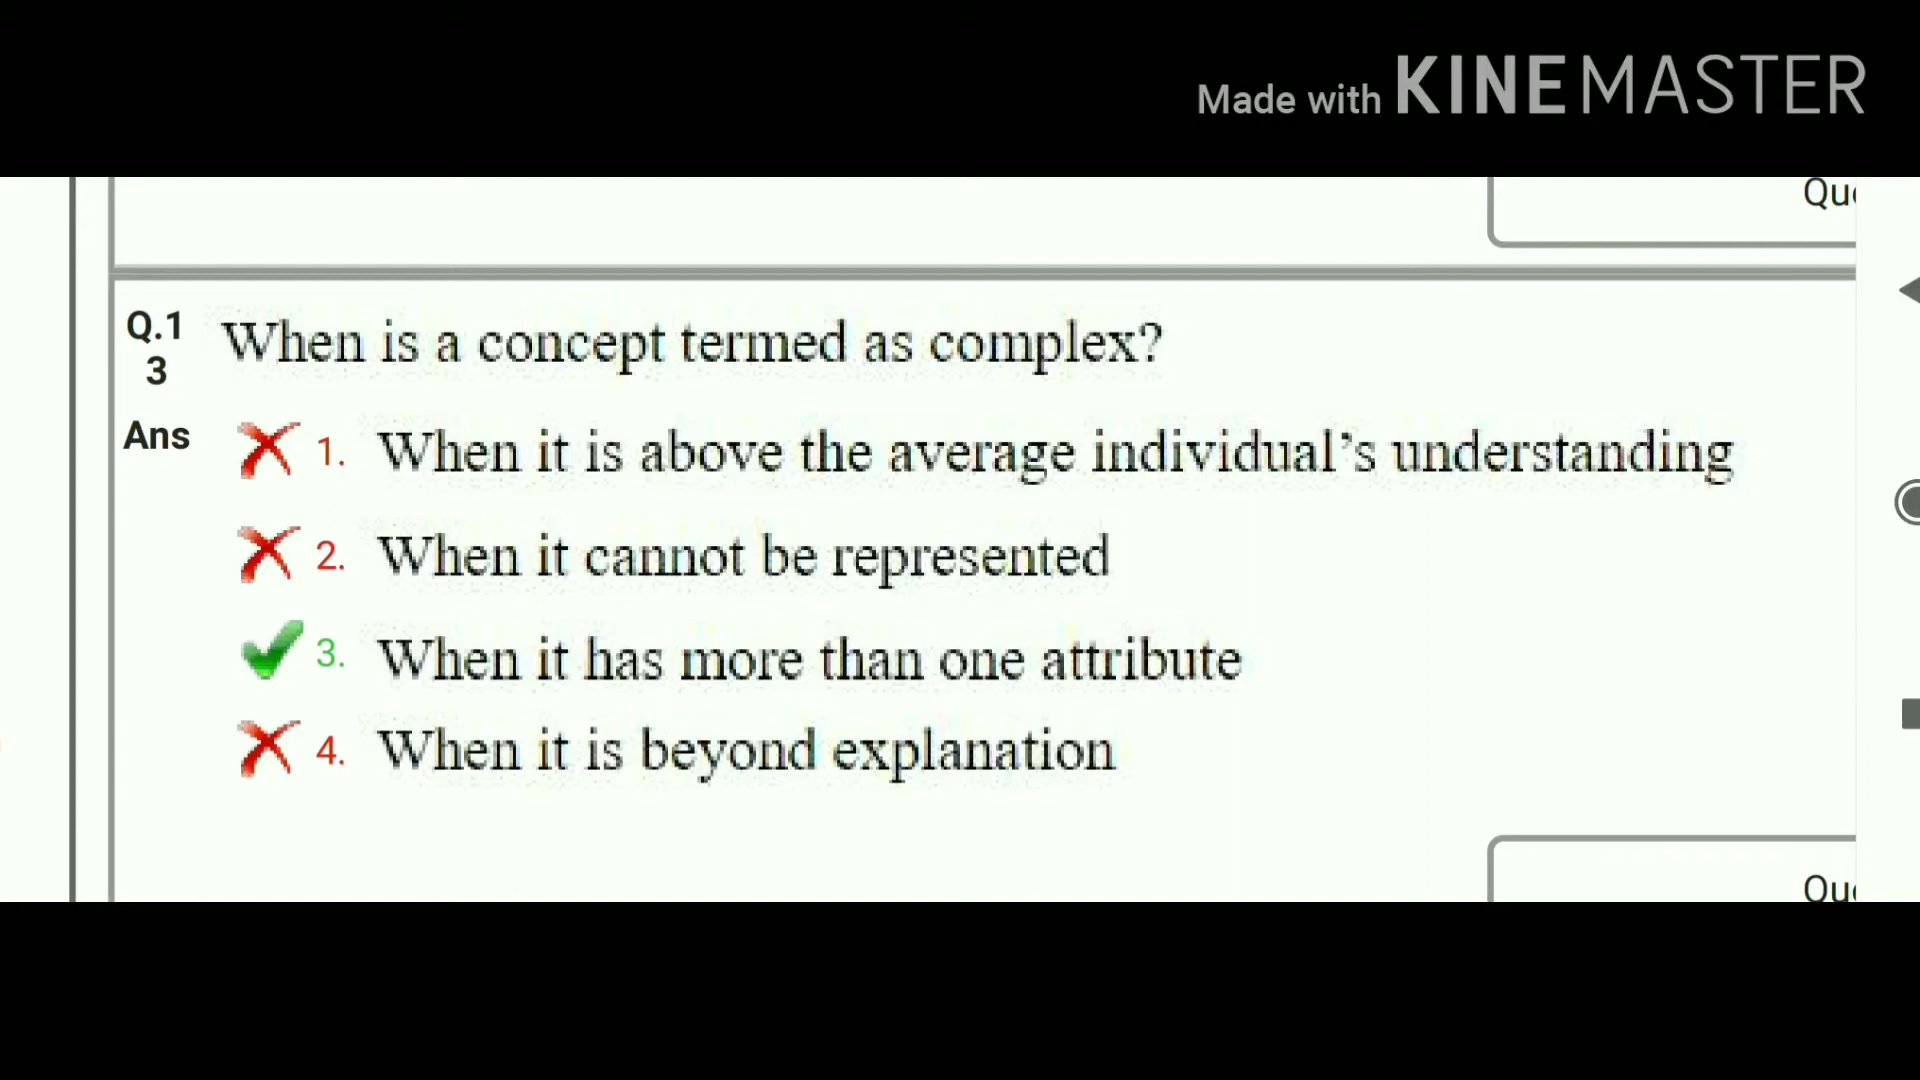 Made with KINEMASTER
Q.1
3
When is a concept termed as complex?
Ans
1. When it is above the average individual’s understanding
2. When it cannot be represented
3. When it has more than one attribute
4. When it is beyond explanation